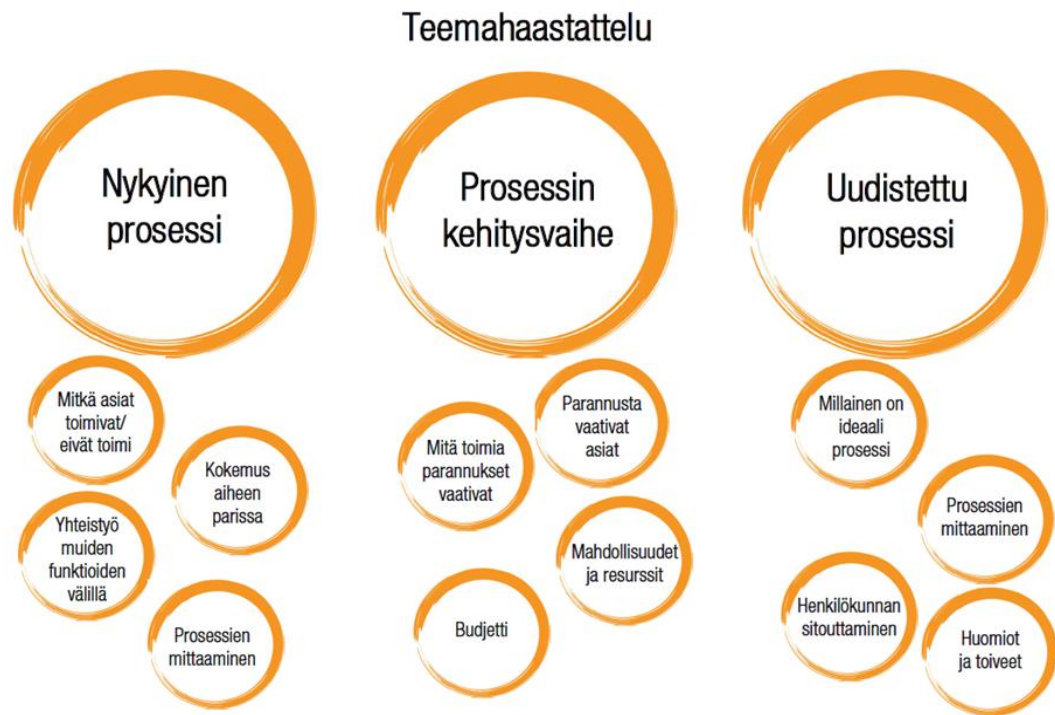 Teemahaastattelu
Nykyinen
prosessi
Prosessin
kehitysvaihe
Uudistettu
prosessi
Mitkä asiat
toimivat/
eivät toimi
Kokemus
aiheen
parissa
Yhteistyö
muiden
funktioiden
välillä
Prosessien
mittaaminen
Parannusta
vaativat
asiat
Mitä toimia
parannukset
vaativat
Mahdollisuudet
ja resurssit
Budjetti
Millainen on
ideaali
prosessi
Prosessien
mittaaminen
Henkilökunnan
sitouttaminen
Huomiot
ja toiveet